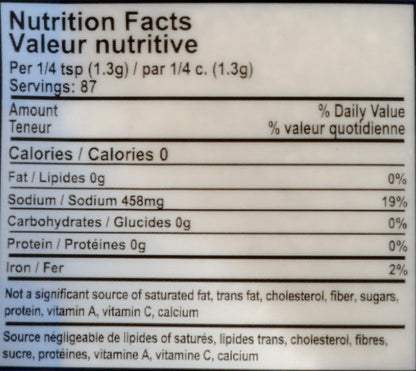 Nutrition Facts
Valeur nutritive
Per 1/4 tsp (1.3g) / par 1/4 c. (1.3g)
Servings: 87
Amount % Daily Value
Teneur % valeur quotidienne
Calories / Calories 0
Fat / Lipides 0g 0%
Sodium / Sodium 458mg 19%
Carbohydrates / Glucides 0g 0%
Protein / Protéines 0g 0%
Iron / Fer 2%
Not a significant source of saturated fat, trans fat, cholesterol, fiber, sugars,
protein, vitamin A, vitamin C, calcium
Source négligeable de lipides of saturés, lipides trans, cholesterol, fibres,
sucre, protéines, vitamine A, vitamine C, calcium